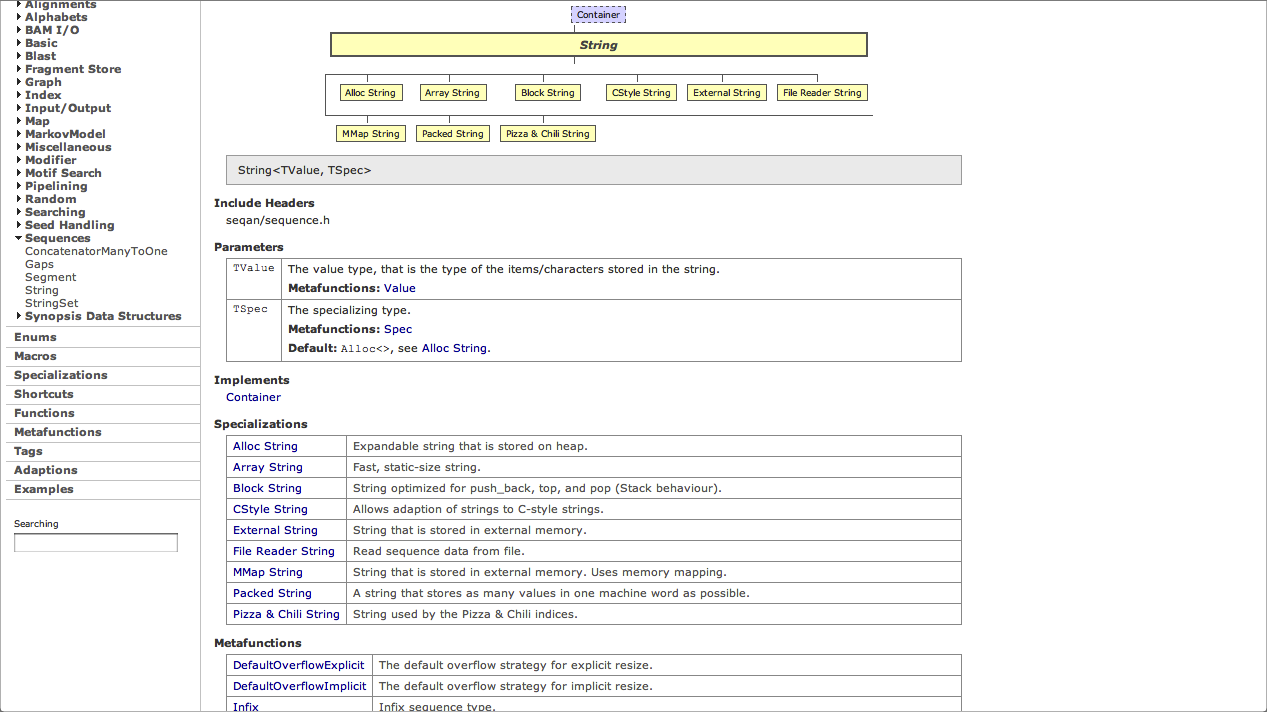 Alignments
Alphabets
BAM I/O
Basic
Blast
Fragment Store
Graph
Index
Input/Output
Map
MarkovModel
Miscellaneous
Modifier
Motif Search
Pipelining
Random
Searching
Seed Handling
Sequences
ConcatenatorManyToOne
Gaps
Segment
String
StringSet
Synopsis Data Structures
Enums
Macros
Specializations
Shortcuts
Functions
Metafunctions
Tags
Adaptions
Examples
Searching
Container
String
Alloc String Array String Block String CStyle String External String File Reader String
MMap String Packed String Pizza & Chili String
String<TValue, TSpec>
Include Headers
seqan/sequence.h
Parameters
TValue The value type, that is the type of the items/characters stored in the string.
Metafunctions: Value
TSpec The specializing type.
Metafunctions: Spec
Default: Alloc<>, see Alloc String.
Implements
Container
Specializations
Alloc String Expandable string that is stored on heap.
Array String Fast, static-size string.
Block String String optimized for push_back, top, and pop (Stack behaviour).
CStyle String Allows adaption of strings to C-style strings.
External String String that is stored in external memory.
File Reader String Read sequence data from file.
MMap String String that is stored in external memory. Uses memory mapping.
Packed String A string that stores as many values in one machine word as possible.
Pizza & Chili String String used by the Pizza & Chili indices.
Metafunctions
DefaultOverflowExplicit The default overflow strategy for explicit resize.
DefaultOverflowImplicit The default overflow strategy for implicit resize.
Infix Infix sequence type.